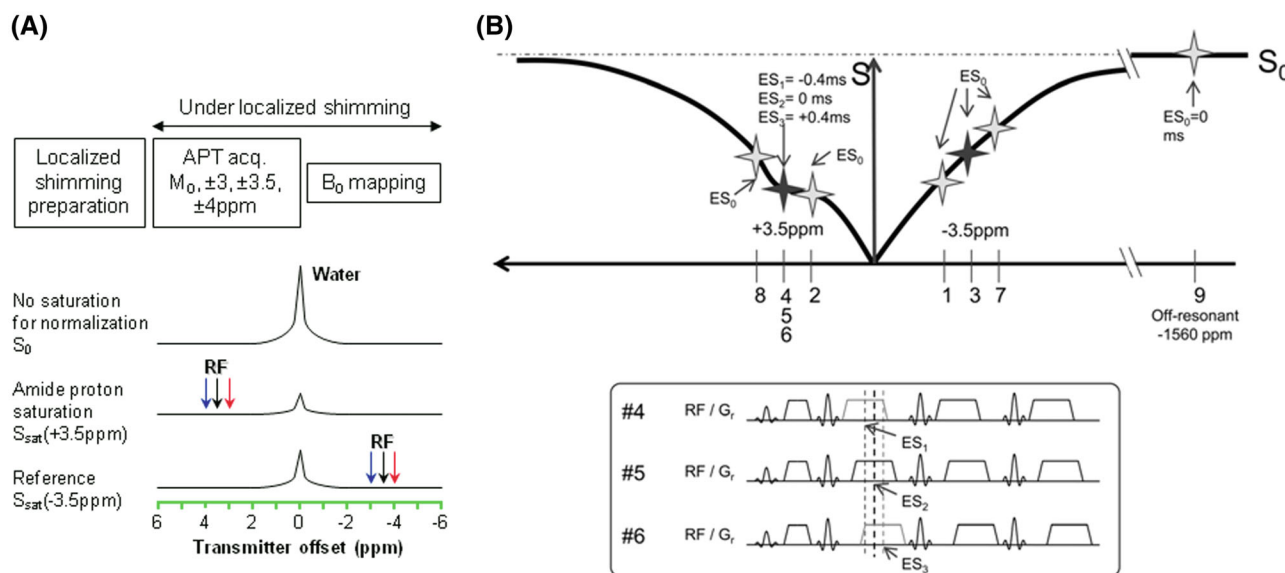 (A)
Under localized shimming
Localized
shimming
preparation
APT acq.
M₀, ±3, ±3.5,
±4ppm
B₀ mapping
Water
No saturation
for normalization
S₀
RF
Amide proton
saturation
Sₛₐₜ(+3.5ppm)
RF
Reference
Sₛₐₜ(-3.5ppm)
6 4 2 0 -2 -4 -6
Transmitter offset (ppm)
(B)
S
S₀
ES₁= -0.4ms
ES₂= 0 ms
ES₃= +0.4ms
ES₀
ES₀
ES₀
ES₀=0
ms
+3.5ppm
-3.5ppm
8 4 2 1 3 7 9
5
6
Off-resonant
-1560 ppm
#4 RF / Gᵣ
ES₁
#5 RF / Gᵣ
ES₂
#6 RF / Gᵣ
ES₃